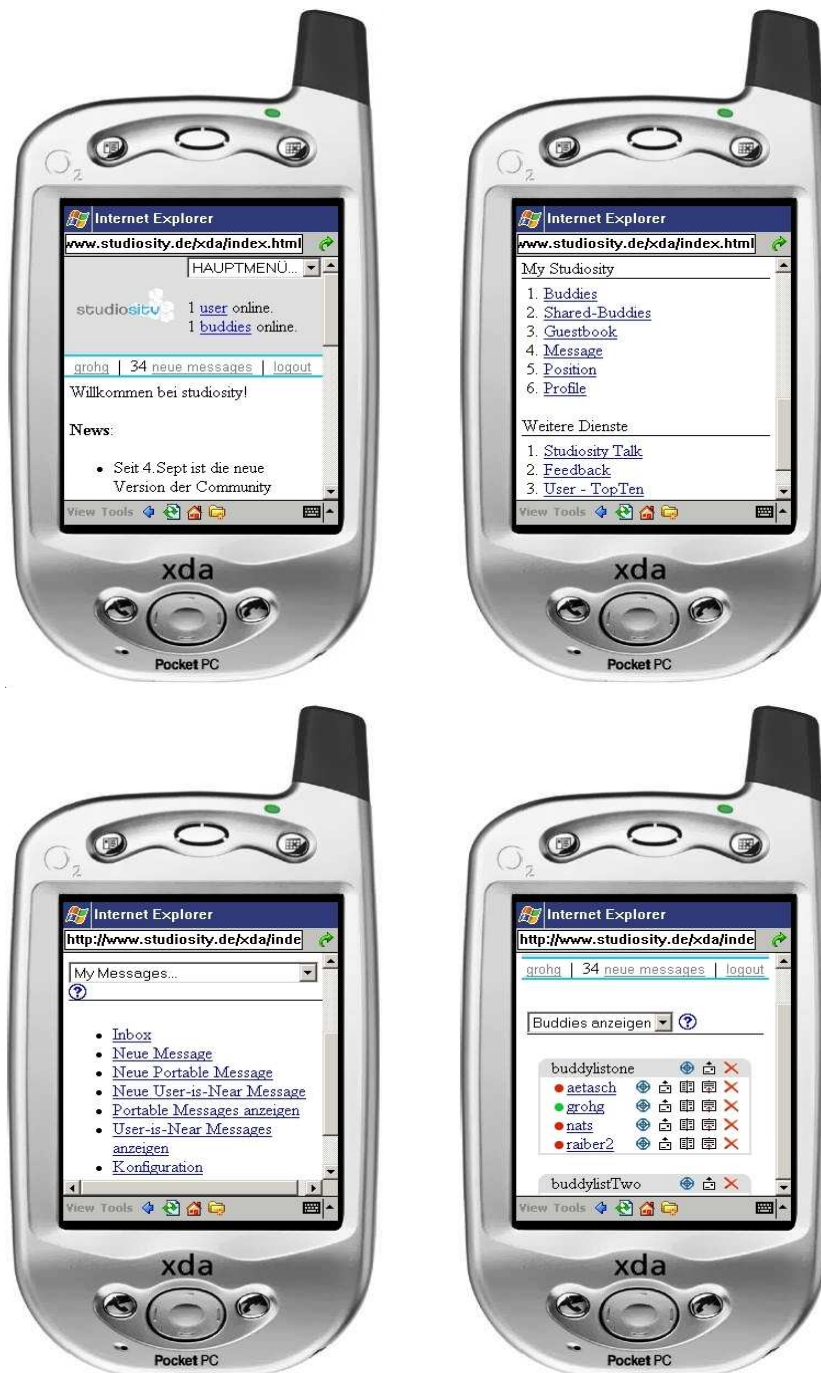 O2
Internet Explorer
www.studiosity.de/xda/index.html
HAUPTMENÜ...
studiosity
1 user online.
1 buddies online.
grohg | 34 neue messages | logout
Willkommen bei studiosity!
News:
• Seit 4.Sept ist die neue
Version der Community
View Tools
xda
Pocket PC
O2
Internet Explorer
www.studiosity.de/xda/index.html
My Studiosity
1. Buddies
2. Shared-Buddies
3. Guestbook
4. Message
5. Position
6. Profile
Weitere Dienste
1. Studiosity Talk
2. Feedback
3. User - TopTen
View Tools
xda
Pocket PC
O2
Internet Explorer
http://www.studiosity.de/xda/inde
My Messages...
?
• Inbox
• Neue Message
• Neue Portable Message
• Neue User-is-Near Message
• Portable Messages anzeigen
• User-is-Near Messages
anzeigen
• Konfiguration
View Tools
xda
Pocket PC
O2
Internet Explorer
http://www.studiosity.de/xda/inde
grohg | 34 neue messages | logout
Buddies anzeigen ?
buddylistone
aetasch
grohg
nats
raiber2
buddylistTwo
View Tools
xda
Pocket PC